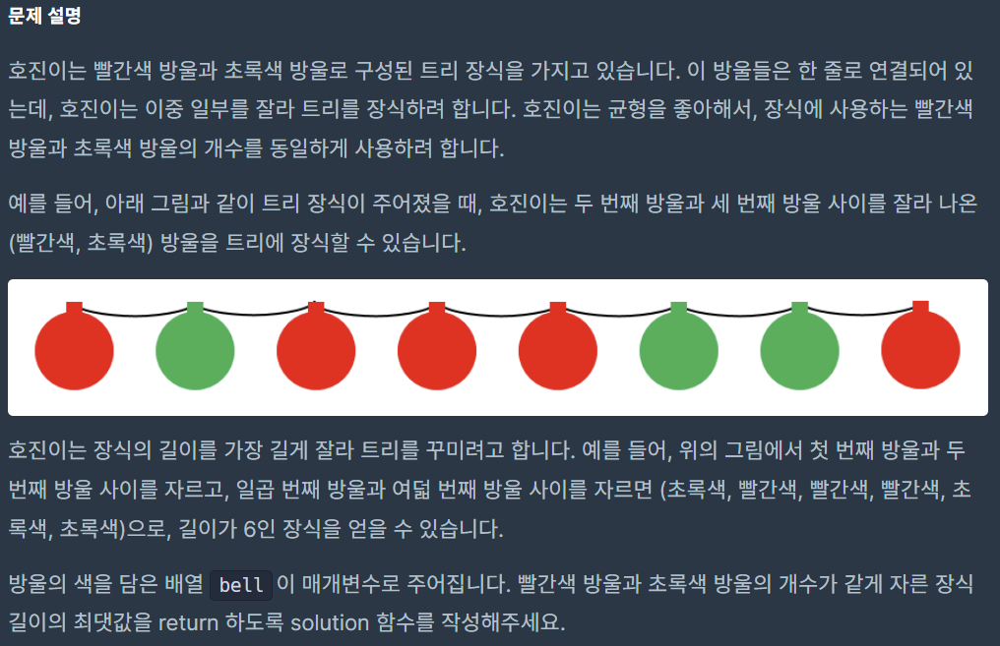 문제 설명
호진이는 빨간색 방울과 초록색 방울로 구성된 트리 장식을 가지고 있습니다. 이 방울들은 한 줄로 연결되어 있
는데, 호진이는 이중 일부를 잘라 트리를 장식하려 합니다. 호진이는 균형을 좋아해서, 장식에 사용하는 빨간색
방울과 초록색 방울의 개수를 동일하게 사용하려 합니다.
예를 들어, 아래 그림과 같이 트리 장식이 주어졌을 때, 호진이는 두 번째 방울과 세 번째 방울 사이를 잘라 나온
(빨간색, 초록색) 방울을 트리에 장식할 수 있습니다.
호진이는 장식의 길이를 가장 길게 잘라 트리를 꾸미려고 합니다. 예를 들어, 위의 그림에서 첫 번째 방울과 두
번째 방울 사이를 자르고, 일곱 번째 방울과 여덟 번째 방울 사이를 자르면 (초록색, 빨간색, 빨간색, 빨간색, 초
록색, 초록색)으로, 길이가 6인 장식을 얻을 수 있습니다.
방울의 색을 담은 배열 bell 이 매개변수로 주어집니다. 빨간색 방울과 초록색 방울의 개수가 같게 자른 장식
길이의 최댓값을 return 하도록 solution 함수를 작성해주세요.